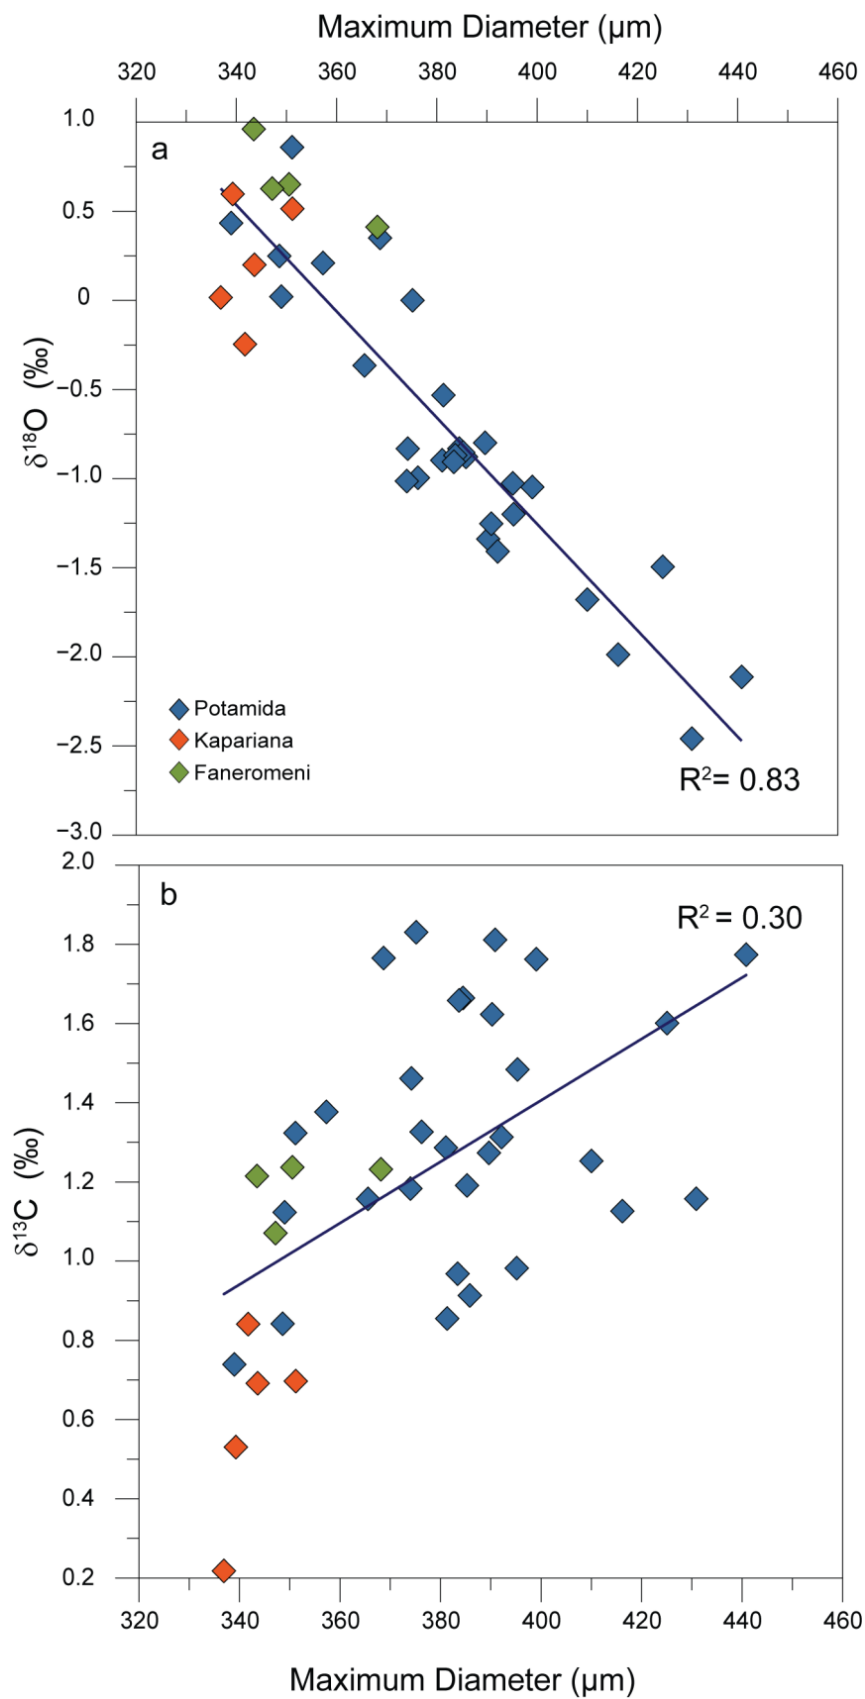 Maximum Diameter (μm)
320 340 360 380 400 420 440 460
a
1.0
0.5
0
−0.5
−1.0
−1.5
−2.0
−2.5
−3.0
δ¹⁸O (‰)
Potamida
Kapariana
Faneromeni
R²= 0.83
b
R² = 0.30
2.0
1.8
1.6
1.4
1.2
1.0
0.8
0.6
0.4
0.2
δ¹³C (‰)
320 340 360 380 400 420 440 460
Maximum Diameter (μm)